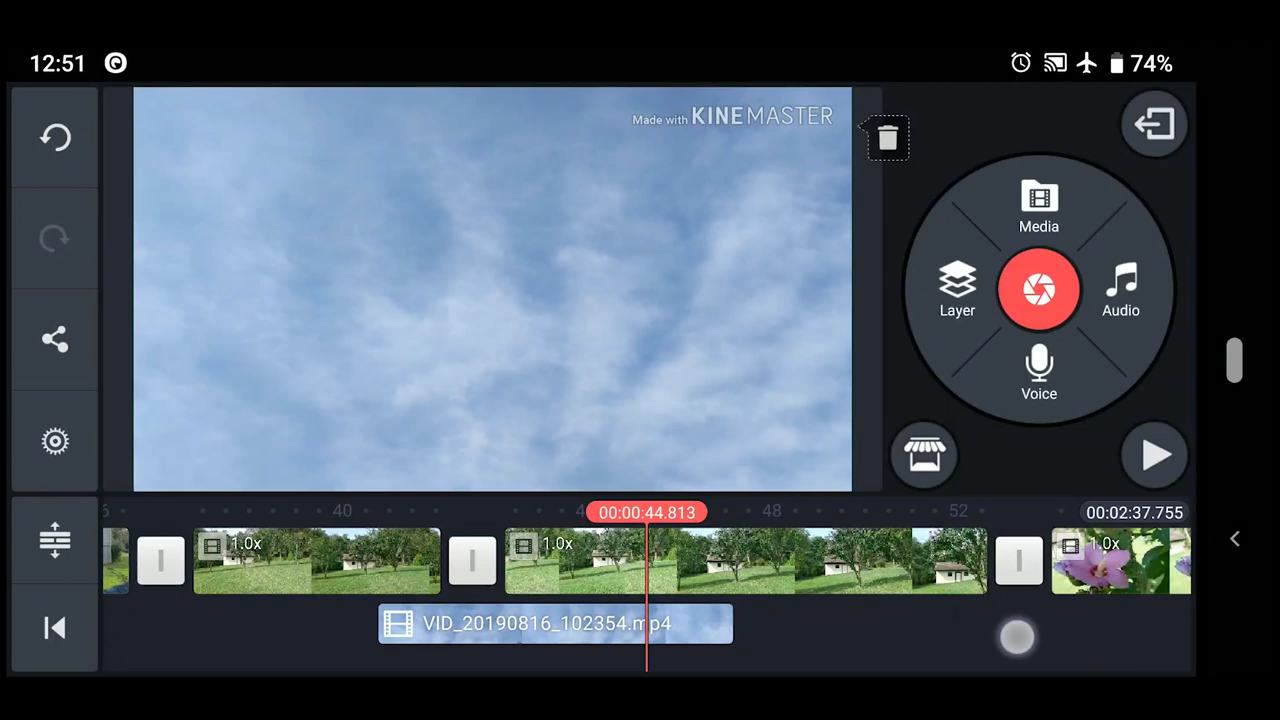 12:51
74%
Made with KINEMASTER
Media
Layer
Audio
Voice
40
48
52
00:00:44.813
00:02:37.755
1.0x
1.0x
1.0x
VID_20190816_102354.mp4